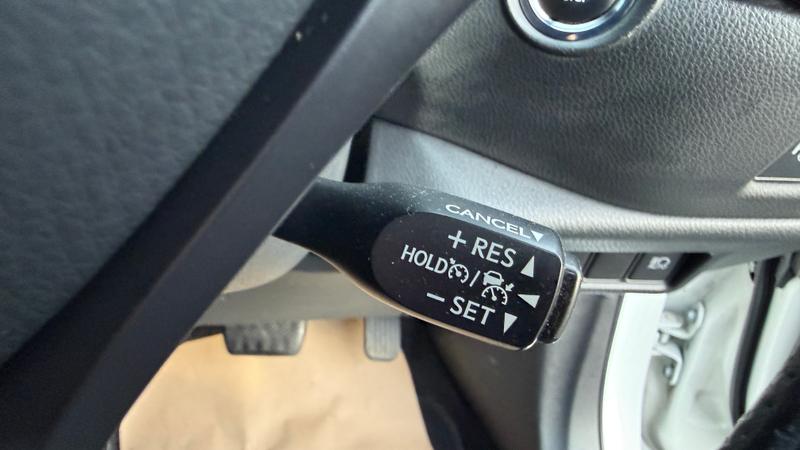 CANCEL▼
+ RES ▲
HOLD /
− SET ▼